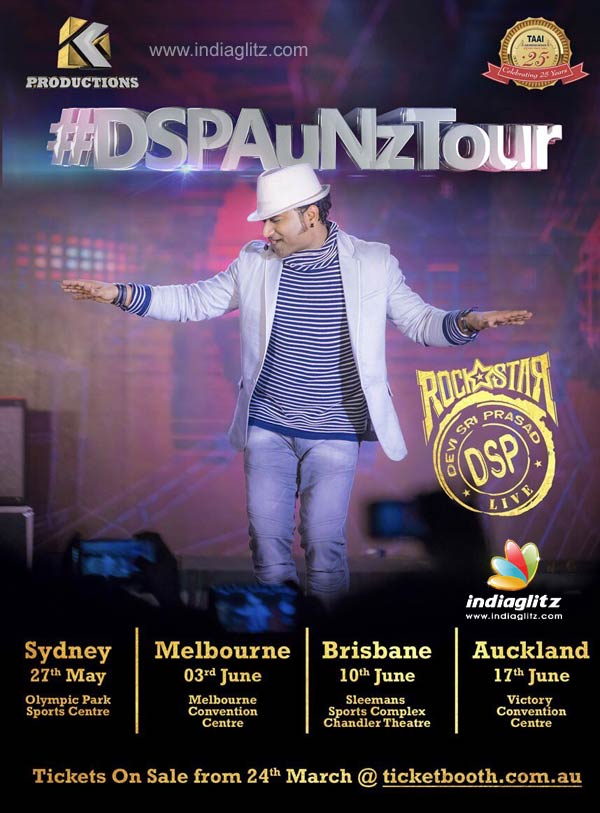 www.indiaglitz.com
KK
PRODUCTIONS
TAAI
25
Celebrating 25 Years
#DSPAuNzTour
ROCKSTAR
DEVI SRI PRASAD
DSP
LIVE
indiaglitz
www.indiaglitz.com
Sydney
27th May
Olympic Park
Sports Centre
Melbourne
03rd June
Melbourne
Convention
Centre
Brisbane
10th June
Sleemans
Sports Complex
Chandler Theatre
Auckland
17th June
Victory
Convention
Centre
Tickets On Sale from 24th March @ ticketbooth.com.au